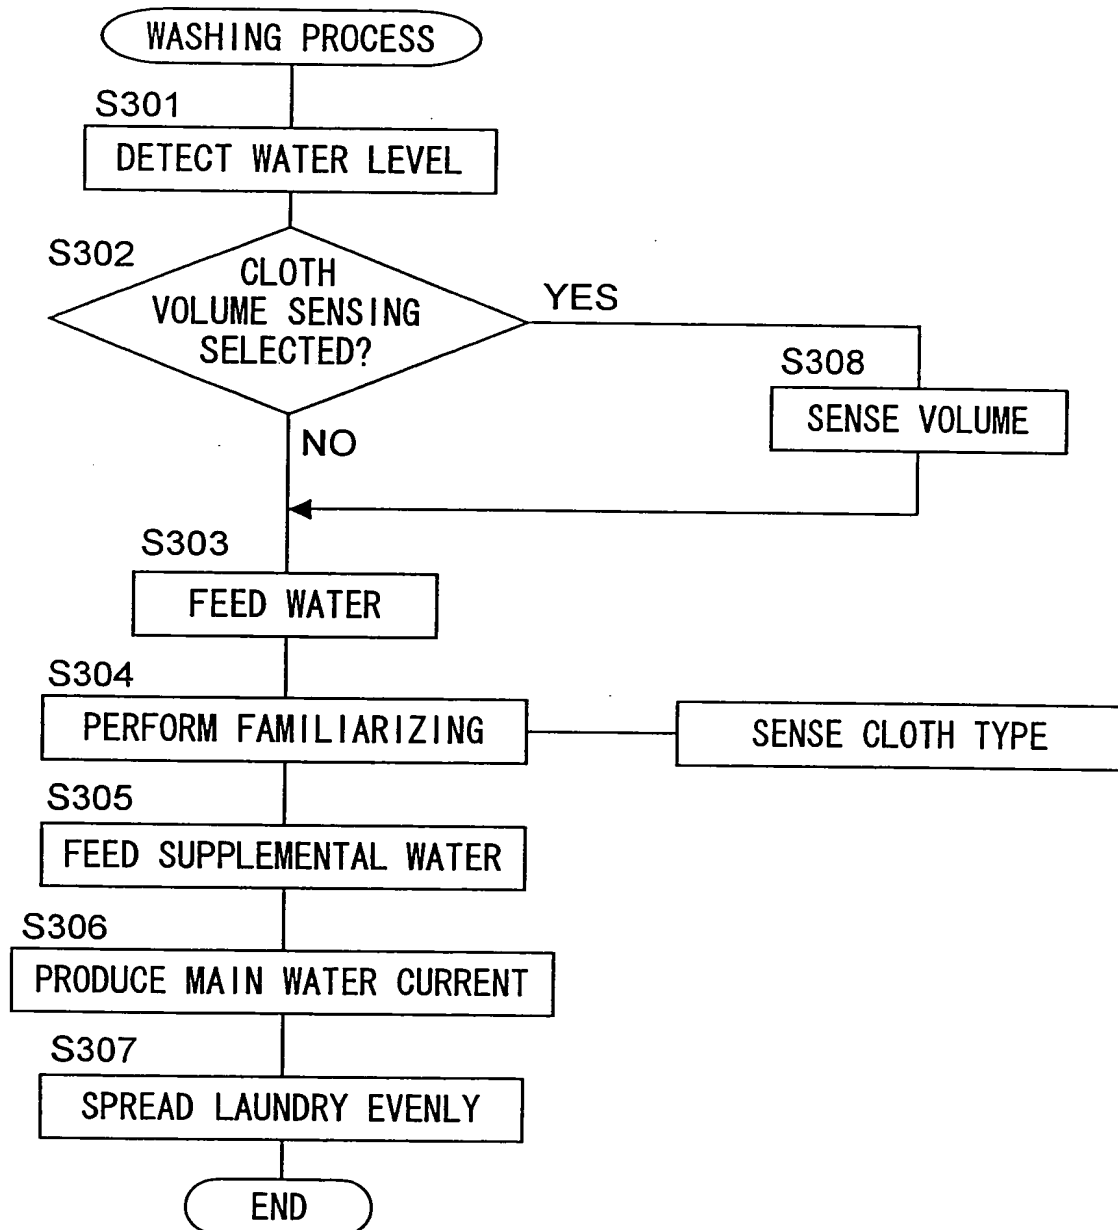 WASHING PROCESS
S301
DETECT WATER LEVEL
S302
CLOTH
VOLUME SENSING
SELECTED?
YES
S308
SENSE VOLUME
NO
S303
FEED WATER
S304
PERFORM FAMILIARIZING
SENSE CLOTH TYPE
S305
FEED SUPPLEMENTAL WATER
S306
PRODUCE MAIN WATER CURRENT
S307
SPREAD LAUNDRY EVENLY
END